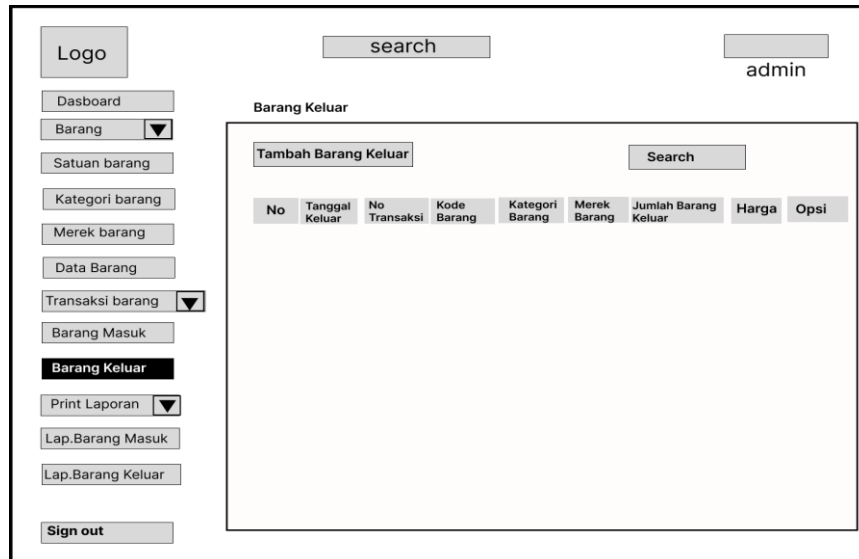 Logo
search
admin
Dasboard
Barang
Satuan barang
Kategori barang
Merek barang
Data Barang
Transaksi barang
Barang Masuk
Barang Keluar
Print Laporan
Lap.Barang Masuk
Lap.Barang Keluar
Sign out
Barang Keluar
Tambah Barang Keluar
Search
No
Tanggal
Keluar
No
Transaksi
Kode
Barang
Kategori
Barang
Merek
Barang
Jumlah Barang
Keluar
Harga
Opsi